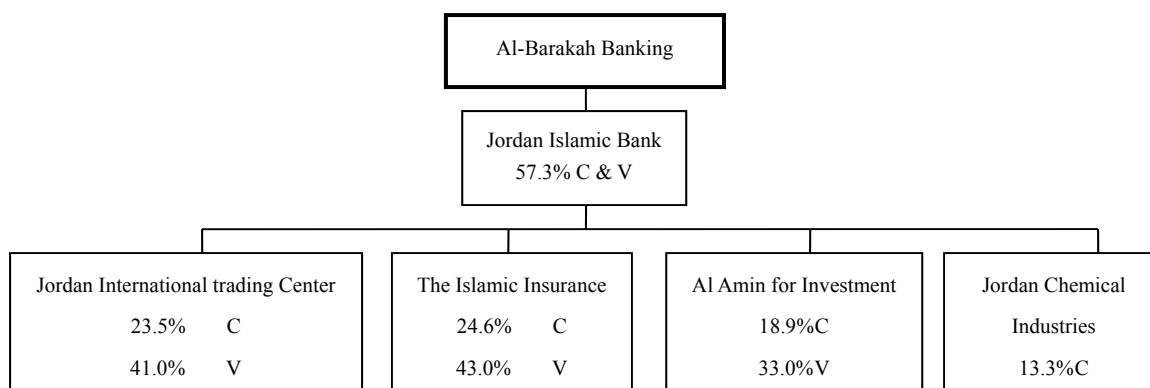 Al-Barakah Banking
Jordan Islamic Bank
57.3% C & V
Jordan International trading Center
23.5% C
41.0% V
The Islamic Insurance
24.6% C
43.0% V
Al Amin for Investment
18.9%C
33.0%V
Jordan Chemical
Industries
13.3%C